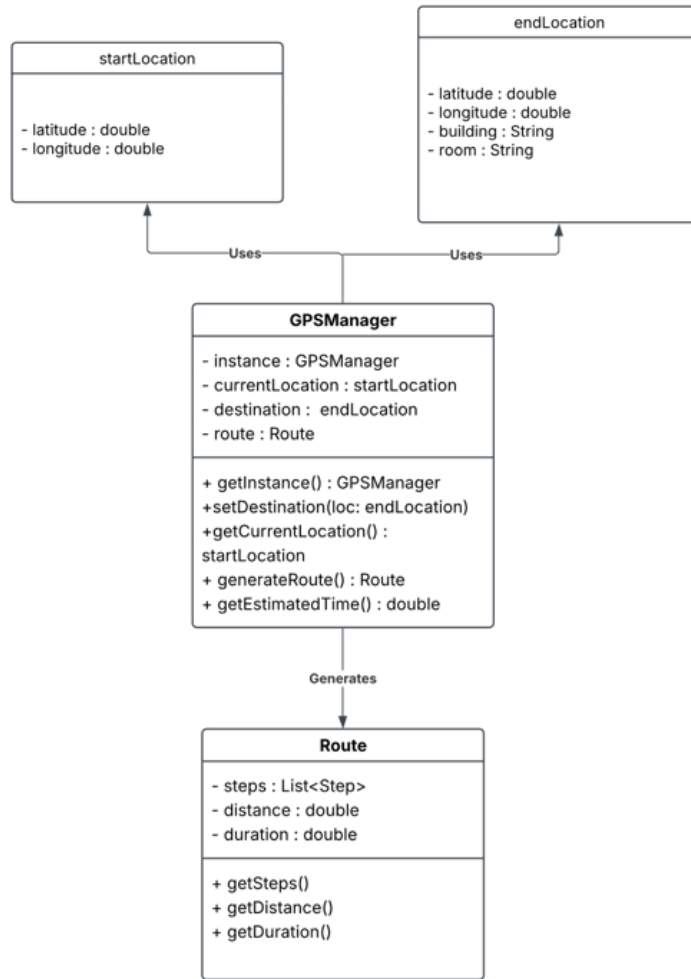 startLocation
- latitude : double
- longitude : double
endLocation
- latitude : double
- longitude : double
- building : String
- room : String
Uses
Uses
GPSManager
- instance : GPSManager
- currentLocation : startLocation
- destination :  endLocation
- route : Route
+ getInstance() : GPSManager
+setDestination(loc: endLocation)
+getCurrentLocation() :
startLocation
+ generateRoute() : Route
+ getEstimatedTime() : double
Generates
Route
- steps : List<Step>
- distance : double
- duration : double
+ getSteps()
+ getDistance()
+ getDuration()